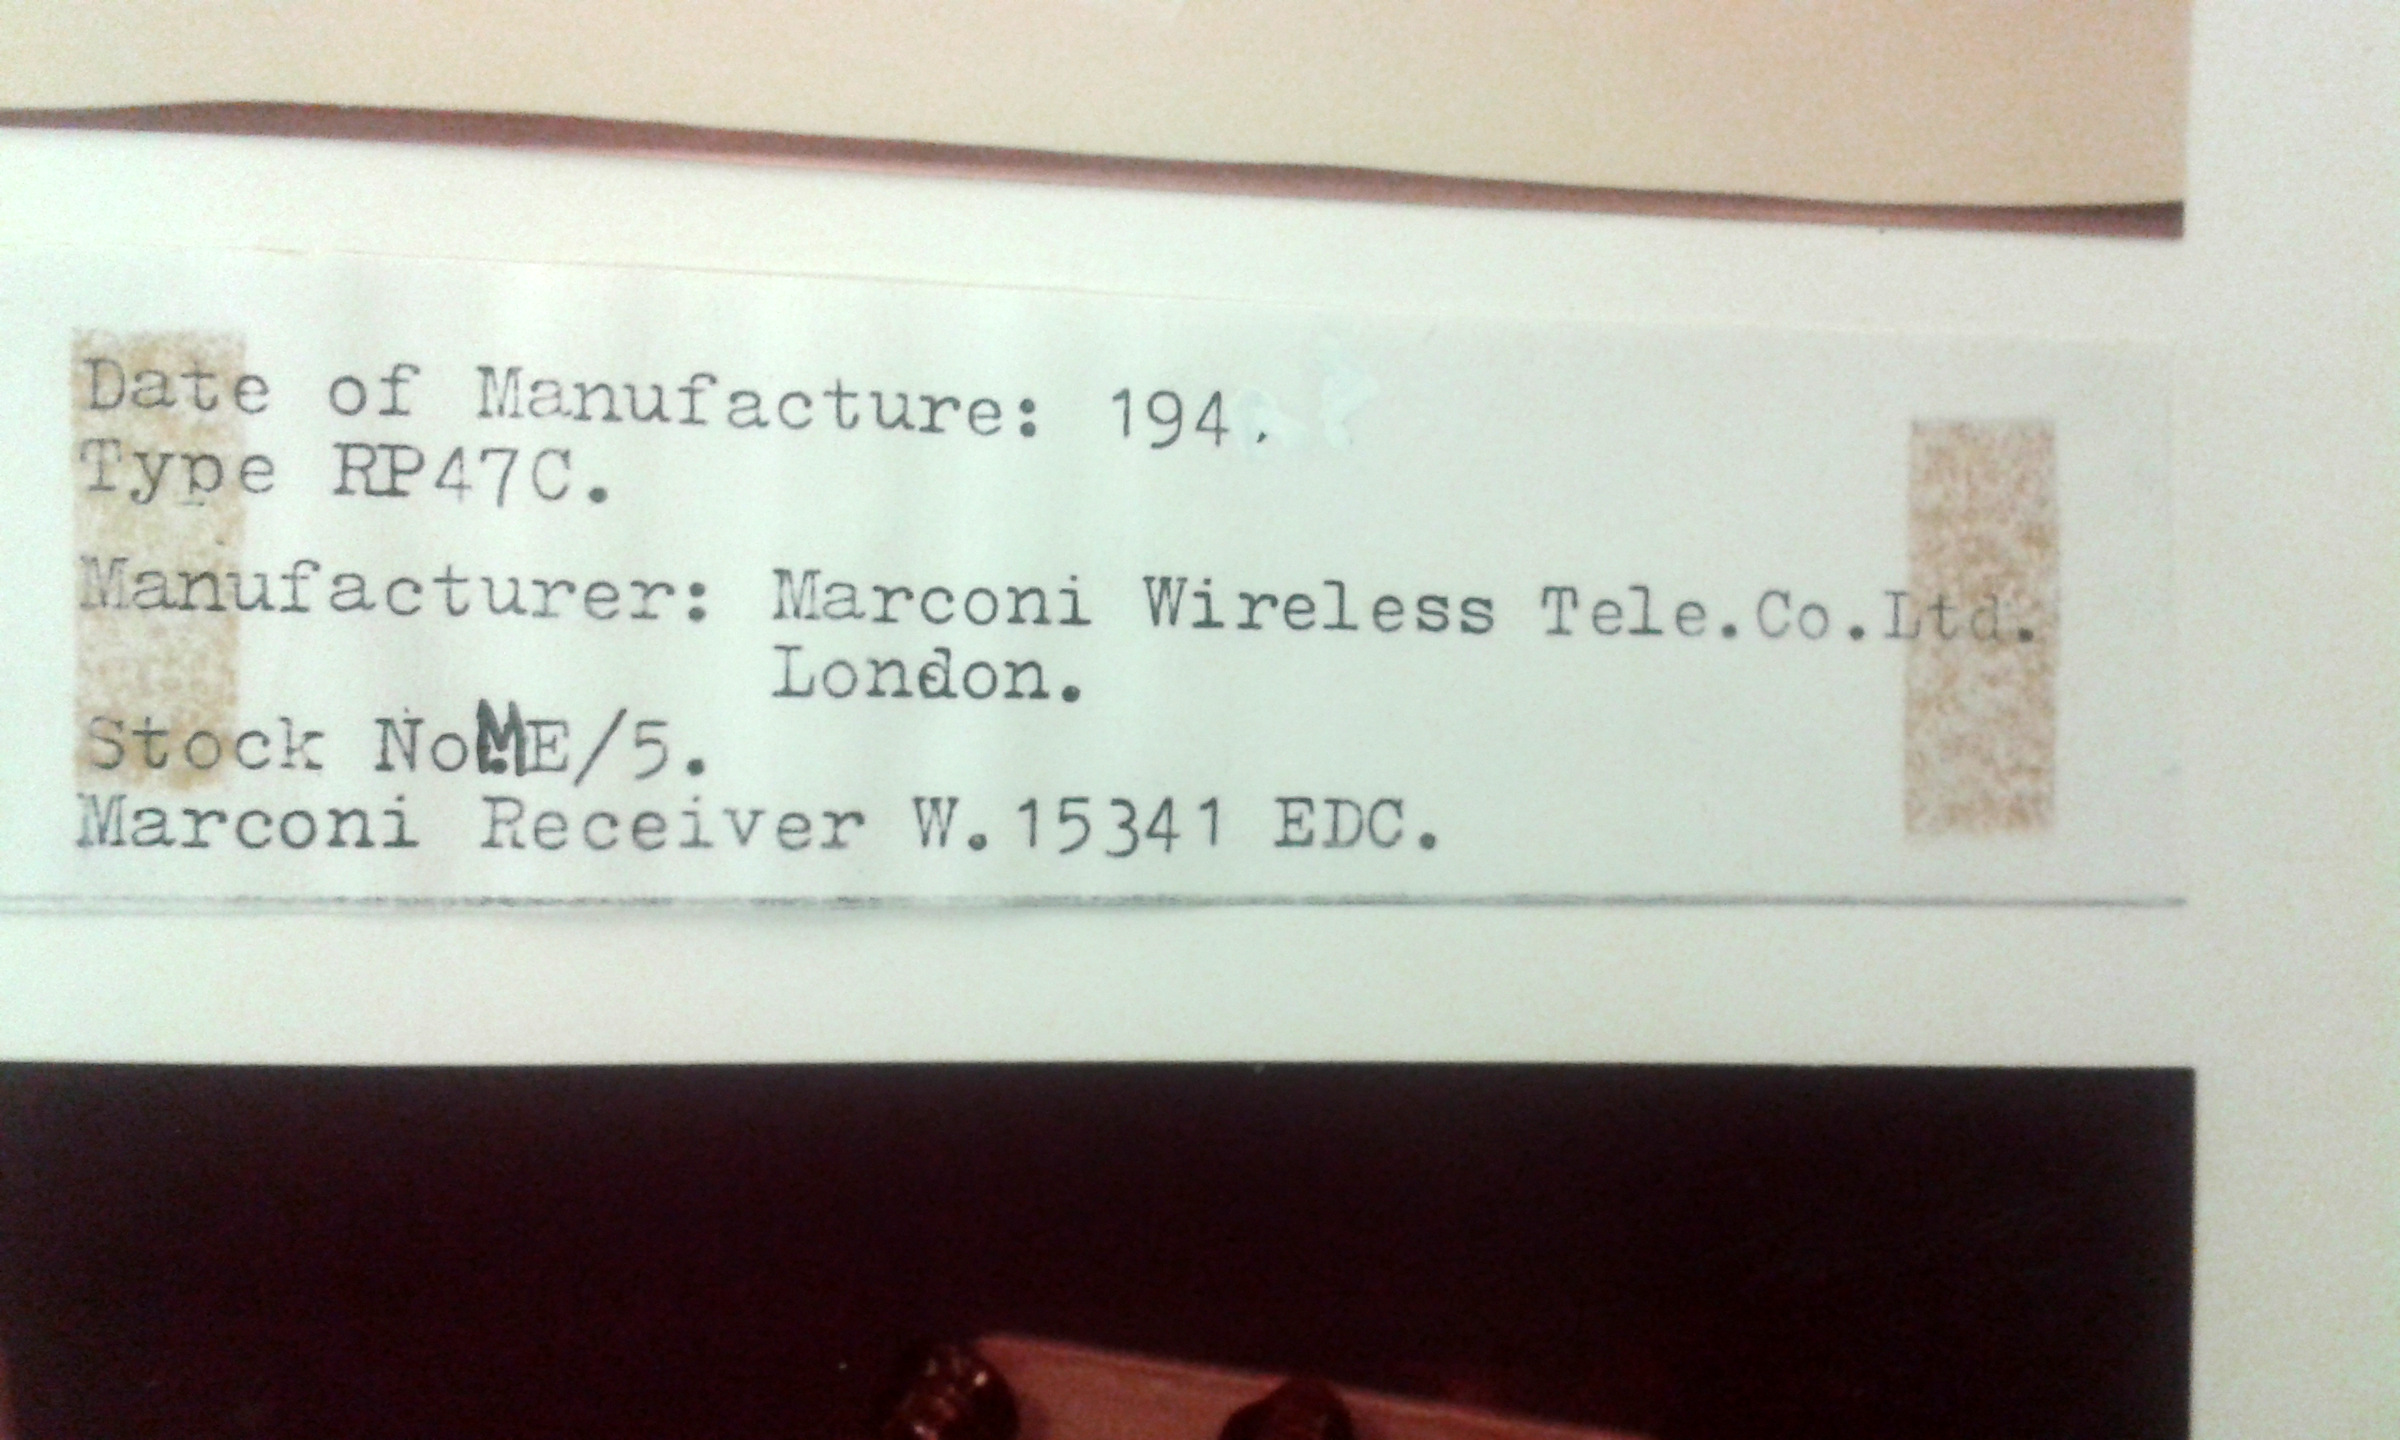 Date of Manufacture: 194.
Type RP47C.
Manufacturer: Marconi Wireless Tele.Co.Ltd.
London.
Stock No.ME/5.
Marconi Receiver W.15341 EDC.